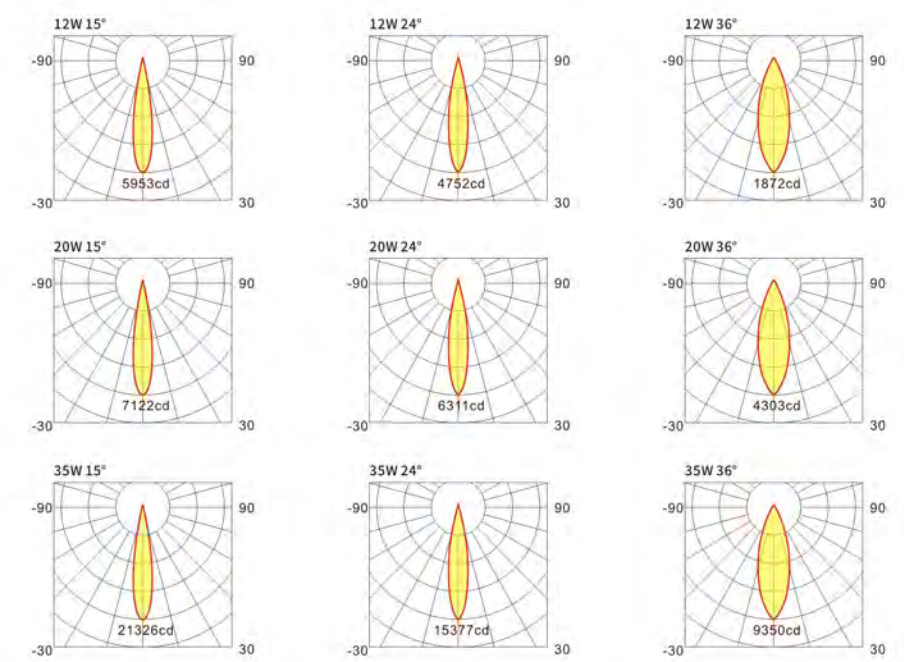 12W 15° 12W 24° 12W 36°
-90 90 -90 90 -90 90
5953cd 4752cd 1872cd
-30 30 -30 30 -30 30
20W 15° 20W 24° 20W 36°
-90 90 -90 90 -90 90
7122cd 6311cd 4303cd
-30 30 -30 30 -30 30
35W 15° 35W 24° 35W 36°
-90 90 -90 90 -90 90
21326cd 15377cd 9350cd
-30 30 -30 30 -30 30